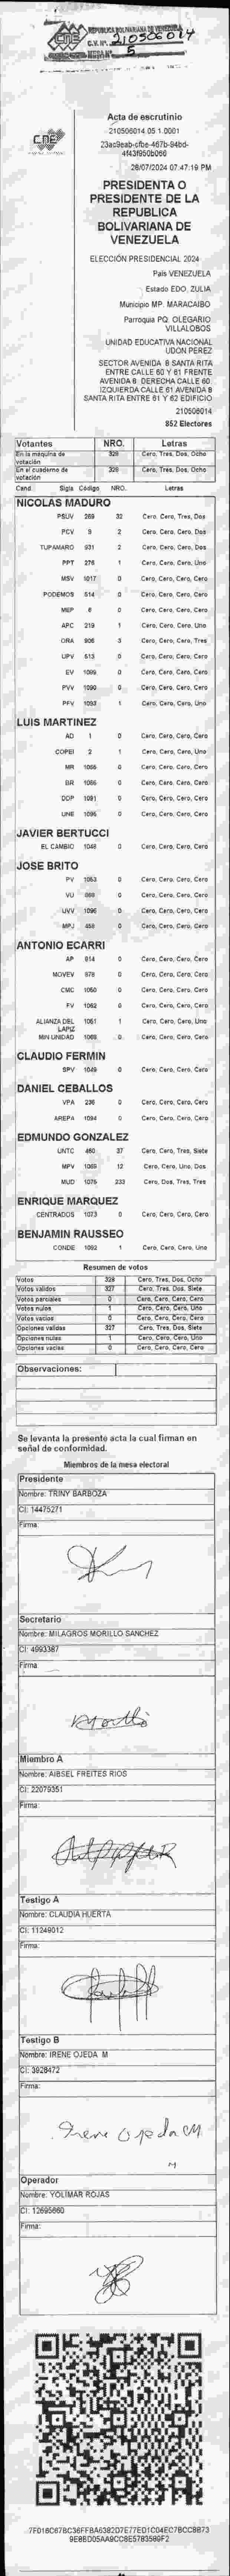 CNE REPUBLICA BOLIVARIANA DE VENEZUELA
C.V. Nº 210506014
MESA Nº 5
CNE
Acta de escrutinio
210506014.05.1.0001
23ac9eab-cfbe-467b-94bd-
4f43f950b066
28/07/2024 07:47:19 PM
PRESIDENTA O
PRESIDENTE DE LA
REPUBLICA
BOLIVARIANA DE
VENEZUELA
ELECCIÓN PRESIDENCIAL 2024
País VENEZUELA
Estado EDO. ZULIA
Municipio MP. MARACAIBO
Parroquia PQ. OLEGARIO
VILLALOBOS
UNIDAD EDUCATIVA NACIONAL
UDON PEREZ
SECTOR AVENIDA 8 SANTA RITA
ENTRE CALLE 60 Y 61 FRENTE
AVENIDA 8. DERECHA CALLE 60.
IZQUIERDA CALLE 61 AVENIDA 8
SANTA RITA ENTRE 61 Y 62 EDIFICIO
210506014
852 Electores
Votantes NRO. Letras
En la máquina de votación 328 Cero, Tres, Dos, Ocho
En el cuaderno de votación 328 Cero, Tres, Dos, Ocho
Cand Sigla Código NRO. Letras
NICOLAS MADURO
PSUV 269 32 Cero, Cero, Tres, Dos
PCV 9 2 Cero, Cero, Cero, Dos
TUPAMARO 931 2 Cero, Cero, Cero, Dos
PPT 276 1 Cero, Cero, Cero, Uno
MSV 1017 0 Cero, Cero, Cero, Cero
PODEMOS 514 0 Cero, Cero, Cero, Cero
MEP 6 0 Cero, Cero, Cero, Cero
APC 219 1 Cero, Cero, Cero, Uno
ORA 906 3 Cero, Cero, Cero, Tres
UPV 513 0 Cero, Cero, Cero, Cero
EV 1099 0 Cero, Cero, Cero, Cero
PVV 1090 0 Cero, Cero, Cero, Cero
PFV 1093 1 Cero, Cero, Cero, Uno
LUIS MARTINEZ
AD 1 0 Cero, Cero, Cero, Cero
COPEI 2 1 Cero, Cero, Cero, Uno
MR 0 Cero, Cero, Cero, Cero
BR 1066 0 Cero, Cero, Cero, Cero
DDP 1091 0 Cero, Cero, Cero, Cero
UNE 1096 0 Cero, Cero, Cero, Cero
JAVIER BERTUCCI
EL CAMBIO 1048 0 Cero, Cero, Cero, Cero
JOSE BRITO
PV 1053 0 Cero, Cero, Cero, Cero
VU 0 Cero, Cero, Cero, Cero
UVV 0 Cero, Cero, Cero, Cero
MPJ 458 0 Cero, Cero, Cero, Cero
ANTONIO ECARRI
AP 814 0 Cero, Cero, Cero, Cero
MOVEV 978 0 Cero, Cero, Cero, Cero
CMC 1050 0 Cero, Cero, Cero, Cero
FV 1062 0 Cero, Cero, Cero, Cero
ALIANZA DEL LAPIZ 1061 1 Cero, Cero, Cero, Uno
MIN UNIDAD 1069 0 Cero, Cero, Cero, Cero
CLAUDIO FERMIN
SPV 1049 0 Cero, Cero, Cero, Cero
DANIEL CEBALLOS
VPA 236 0 Cero, Cero, Cero, Cero
AREPA 1094 0 Cero, Cero, Cero, Cero
EDMUNDO GONZALEZ
UNTC 460 37 Cero, Cero, Tres, Siete
MPV 1059 12 Cero, Cero, Uno, Dos
MUD 1076 233 Cero, Dos, Tres, Tres
ENRIQUE MARQUEZ
CENTRADOS 1073 0 Cero, Cero, Cero, Cero
BENJAMIN RAUSSEO
CONDE 1092 1 Cero, Cero, Cero, Uno
Resumen de votos
Votos 328 Cero, Tres, Dos, Ocho
Votos válidos 327 Cero, Tres, Dos, Siete
Votos parciales 0 Cero, Cero, Cero, Cero
Votos nulos 1 Cero, Cero, Cero, Uno
Votos vacíos 0 Cero, Cero, Cero, Cero
Opciones válidas 327 Cero, Tres, Dos, Siete
Opciones nulas 1 Cero, Cero, Cero, Uno
Opciones vacías 0 Cero, Cero, Cero, Cero
Observaciones:
Se levanta la presente acta la cual firman en
señal de conformidad.
Miembros de la mesa electoral
Presidente
Nombre: TRINY BARBOZA
CI: 14475271
Firma:
Secretario
Nombre: MILAGROS MORILLO SANCHEZ
CI: 4993387
Firma:
Miembro A
Nombre: AIBSEL FREITES RIOS
CI: 22079351
Firma:
Testigo A
Nombre: CLAUDIA HUERTA
CI: 11249012
Firma:
Testigo B
Nombre: IRENE OJEDA M
CI: 3928472
Firma:
Irene Ojeda M
M
Operador
Nombre: YOLIMAR ROJAS
CI: 12695660
Firma:
7F018C67BC36FFBA6382D7E77ED1C04EC7BCCB873
9E8BD05AA9CC8E5783589F2